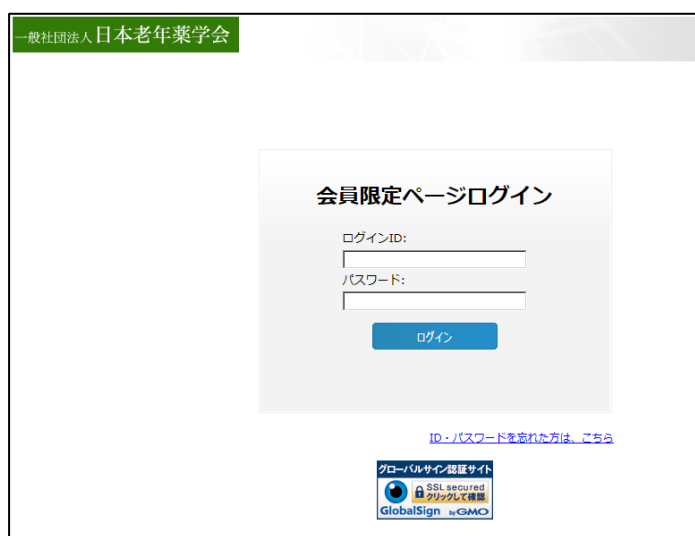 一般社団法人日本老年薬学会
会員限定ページログイン
ログインID:
パスワード:
ログイン
ID・パスワードを忘れた方は、こちら
グローバルサイン認証サイト
SSL secured
クリックして確認
GlobalSign by GMO